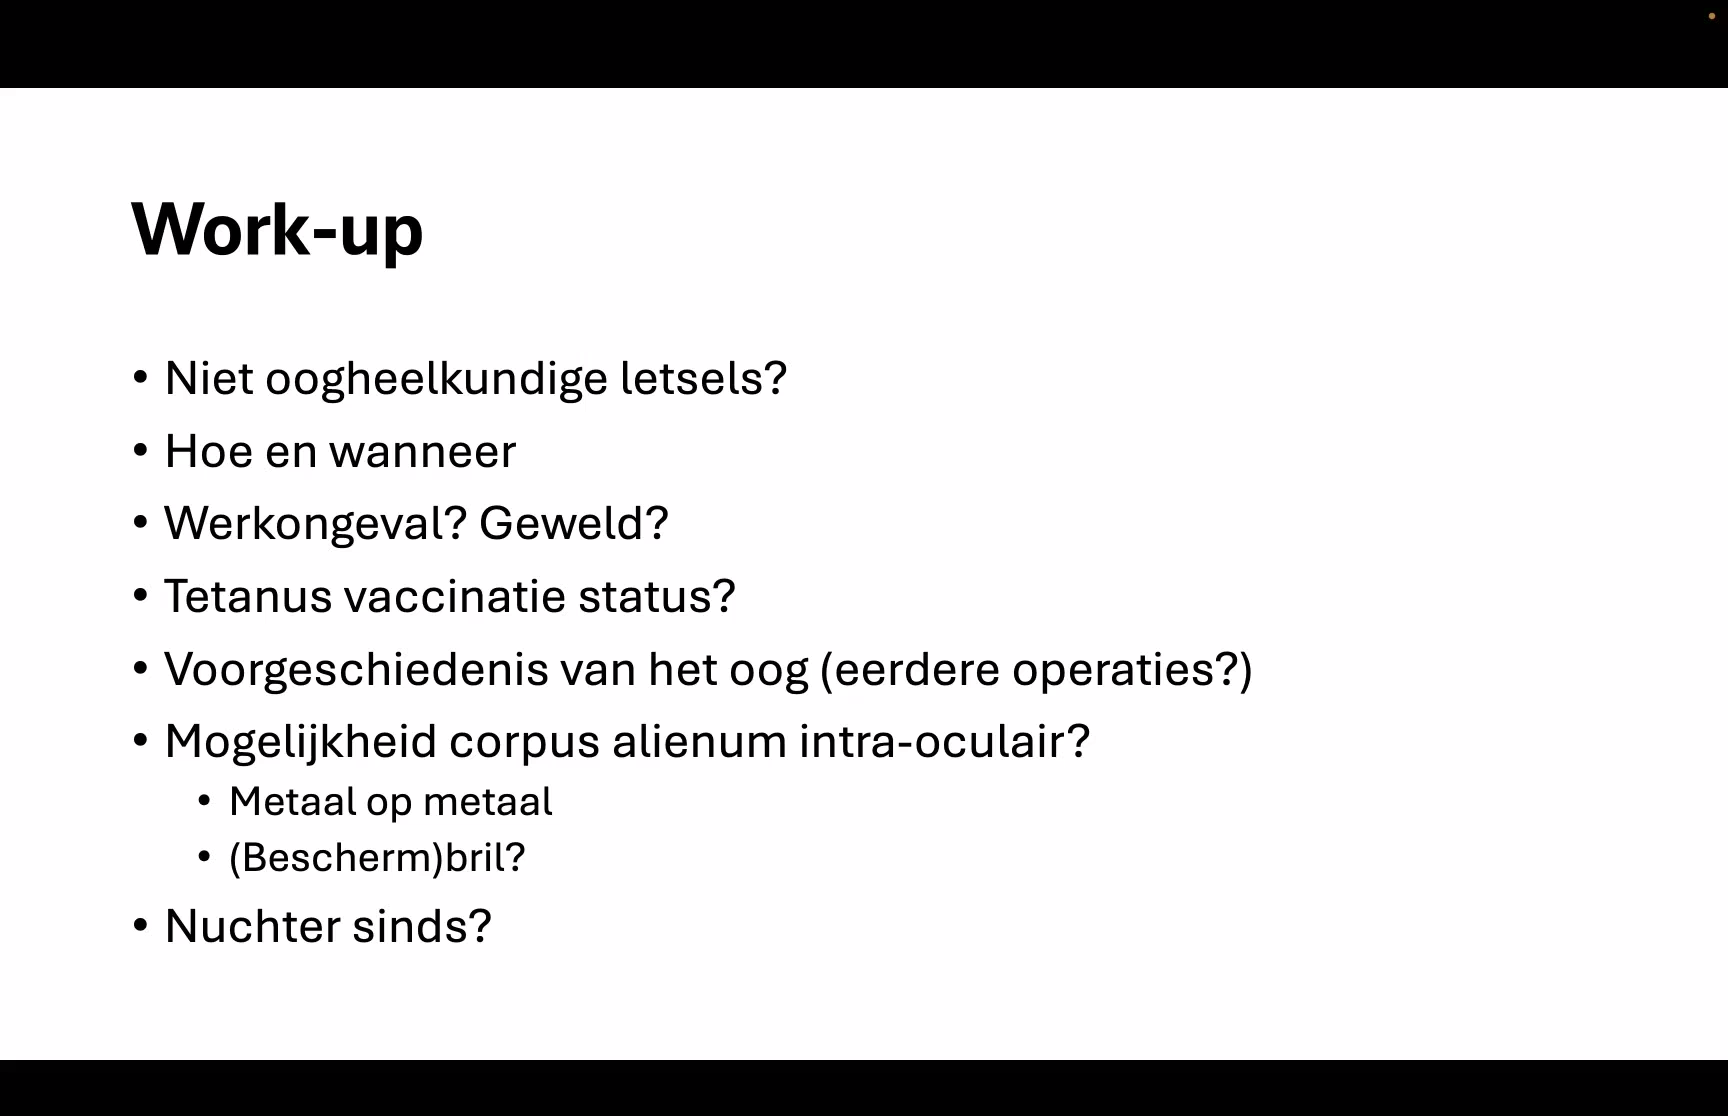 Work-up
• Niet oogheelkundige letsels?
• Hoe en wanneer
• Werkongeval? Geweld?
• Tetanus vaccinatie status?
• Voorgeschiedenis van het oog (eerdere operaties?)
• Mogelijkheid corpus alienum intra-oculair?
• Metaal op metaal
• (Bescherm)bril?
• Nuchter sinds?